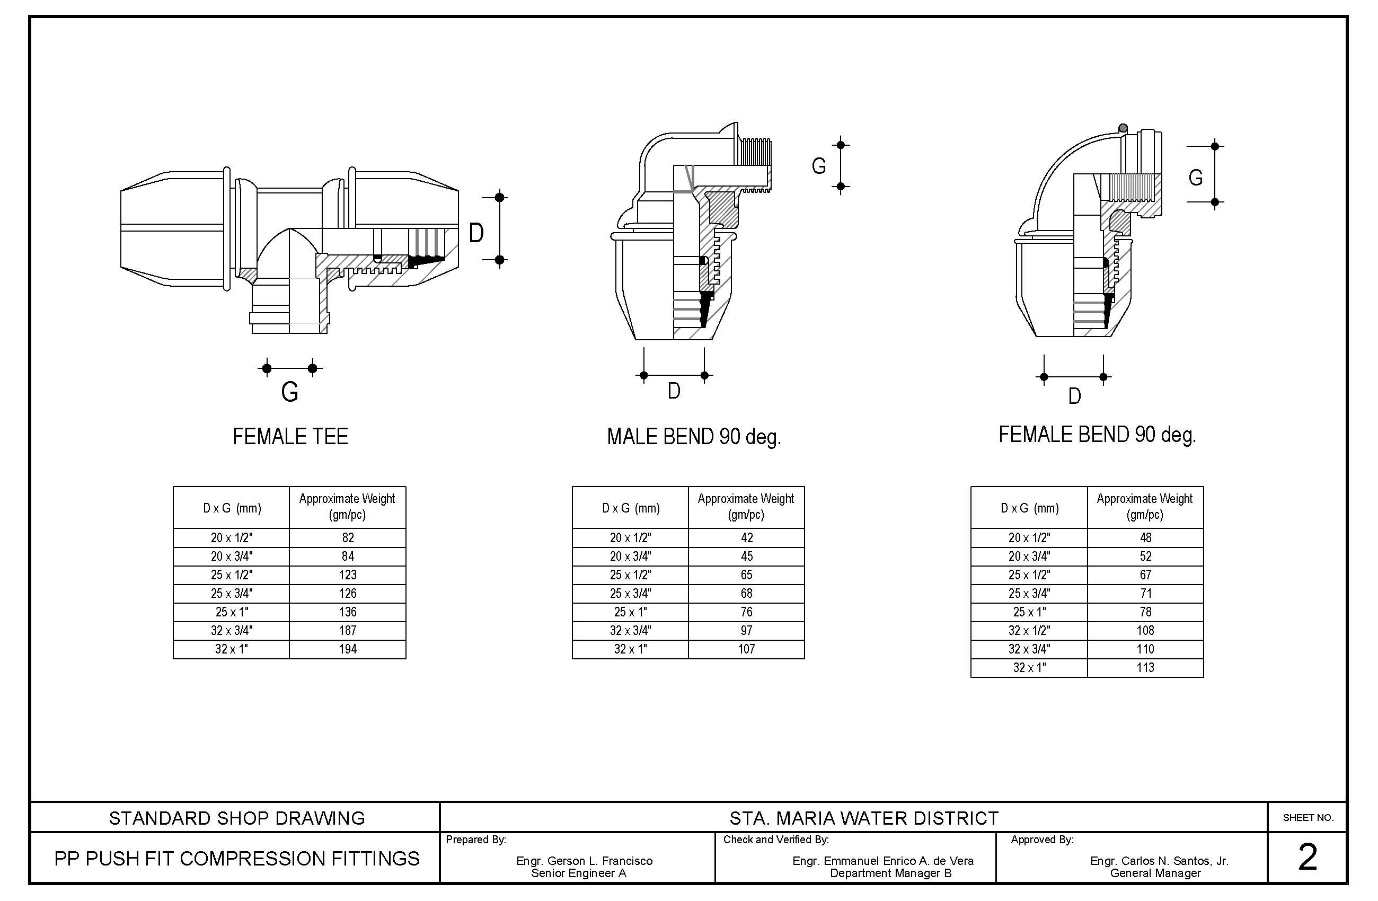 G
G
D
G
D
D
FEMALE TEE
MALE BEND 90 deg.
FEMALE BEND 90 deg.
D x G (mm) Approximate Weight (gm/pc)
20 x 1/2" 82
20 x 3/4" 84
25 x 1/2" 123
25 x 3/4" 126
25 x 1" 136
32 x 3/4" 187
32 x 1" 194
D x G (mm) Approximate Weight (gm/pc)
20 x 1/2" 42
20 x 3/4" 45
25 x 1/2" 65
25 x 3/4" 68
25 x 1" 76
32 x 3/4" 97
32 x 1" 107
D x G (mm) Approximate Weight (gm/pc)
20 x 1/2" 48
20 x 3/4" 52
25 x 1/2" 67
25 x 3/4" 71
25 x 1" 78
32 x 1/2" 108
32 x 3/4" 110
32 x 1" 113
STANDARD SHOP DRAWING
PP PUSH FIT COMPRESSION FITTINGS
STA. MARIA WATER DISTRICT
Prepared By:
Engr. Gerson L. Francisco
Senior Engineer A
Check and Verified By:
Engr. Emmanuel Enrico A. de Vera
Department Manager B
Approved By:
Engr. Carlos N. Santos, Jr.
General Manager
SHEET NO.
2